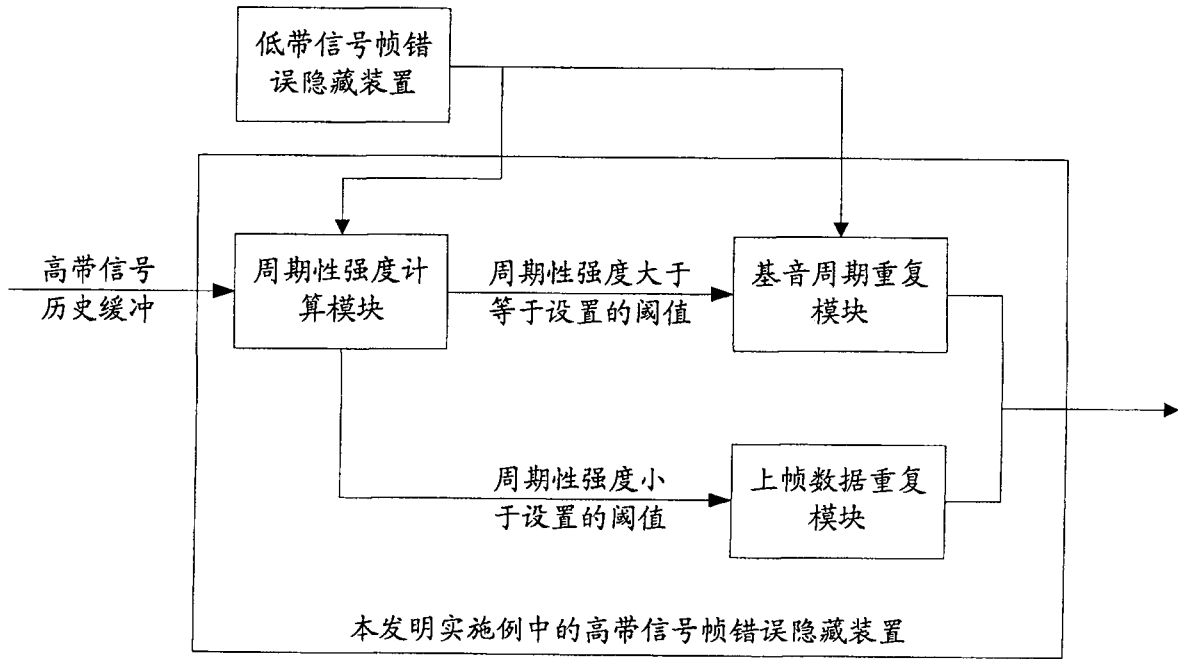 低带信号帧错
误隐藏装置
高带信号
历史缓冲
周期性强度计
算模块
周期性强度大于
等于设置的阈值
基音周期重复
模块
周期性强度小
于设置的阈值
上帧数据重复
模块
本发明实施例中的高带信号帧错误隐藏装置